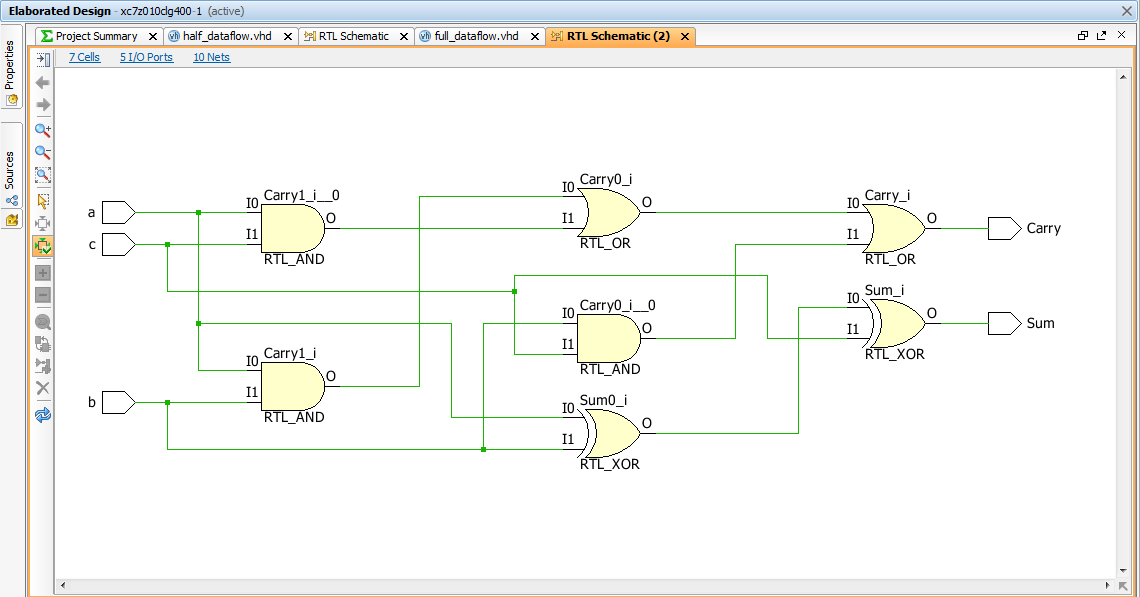 Elaborated Design - xc7z010clg400-1 (active)
Project Summary half_dataflow.vhd RTL Schematic full_dataflow.vhd RTL Schematic (2)
7 Cells 5 I/O Ports 10 Nets
Properties
Sources
Carry1_i__0
a
I0
I1
O
c
RTL_AND
Carry0_i
I0
I1
O
RTL_OR
Carry_i
I0
I1
O
RTL_OR
Carry
Carry0_i__0
I0
I1
O
RTL_AND
Sum_i
I0
I1
O
RTL_XOR
Sum
Carry1_i
I0
I1
O
b
RTL_AND
Sum0_i
I0
I1
O
RTL_XOR